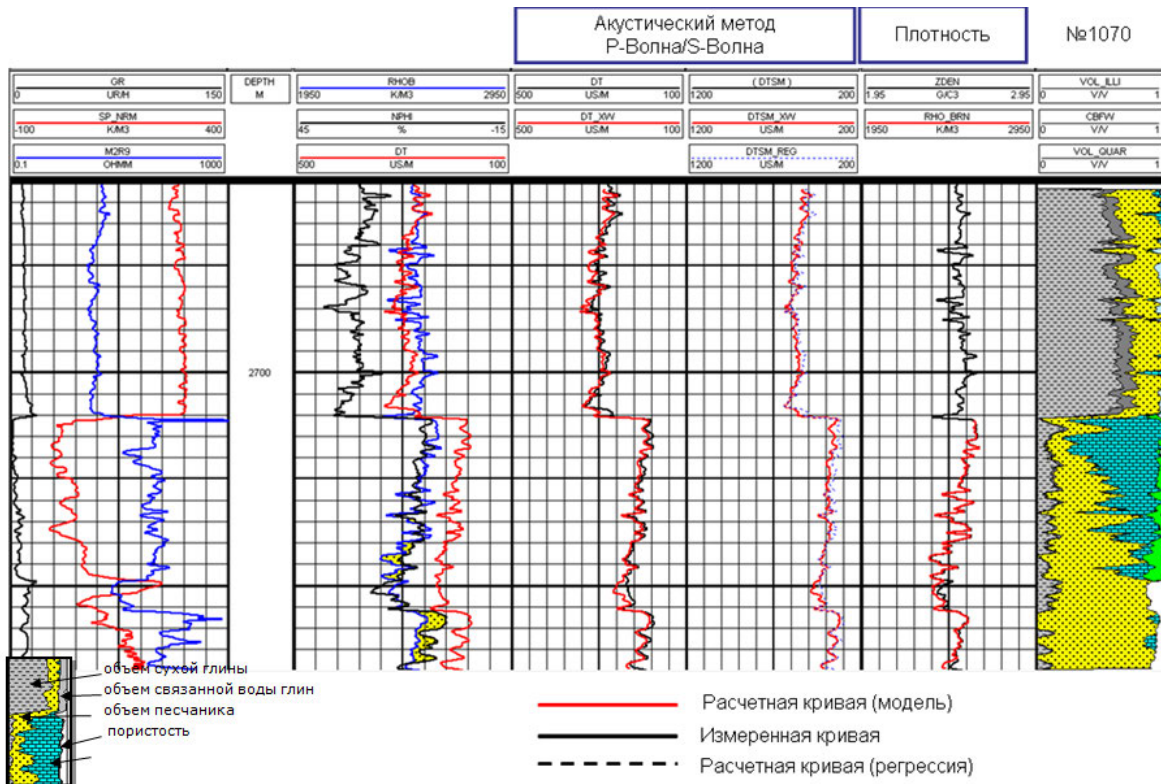 Акустический метод
P-Волна/S-Волна
Плотность
№1070
GR
0 UR/H 150
SP_NRM
-100 K/M3 400
M2R9
0.1 OHMM 1000
DEPTH
M
RHOB
1950 K/M3 2950
NPHI
45 % -15
DT
500 US/M 100
DT
500 US/M 100
DT_XW
500 US/M 100
(DTSM)
1200 200
DTSM_XW
1200 US/M 200
DTSM_REG
1200 US/M 200
ZDEN
1.95 G/C3 2.95
RHO_BRN
1950 K/M3 2950
VOL_ILLI
0 V/V 1
CBFW
0 V/V 1
VOL_QUAR
0 V/V 1
2700
объем сухой глины
объем связанной воды глин
объем песчаника
пористость
Расчетная кривая (модель)
Измеренная кривая
Расчетная кривая (регрессия)